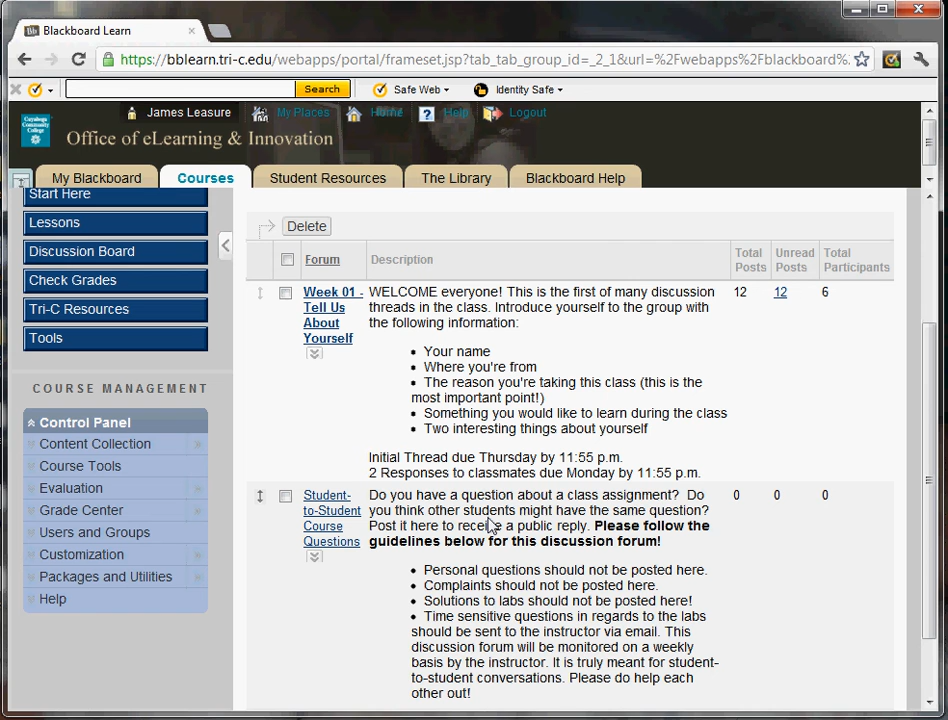 Blackboard Learn
https://bblearn.tri-c.edu/webapps/portal/frameset.jsp?tab_tab_group_id=_2_1&url=%2Fwebapps%2Fblackboard%
Search
Safe Web
Identity Safe
James Leasure
My Places
Home
Help
Logout
Cuyahoga
Community
College
Office of eLearning & Innovation
My Blackboard
Courses
Student Resources
The Library
Blackboard Help
Start Here
Lessons
Discussion Board
Check Grades
Tri-C Resources
Tools
COURSE MANAGEMENT
Control Panel
Content Collection
Course Tools
Evaluation
Grade Center
Users and Groups
Customization
Packages and Utilities
Help
Delete
Forum
Description
Total Posts
Unread Posts
Total Participants
Week 01 -
Tell Us
About
Yourself
WELCOME everyone! This is the first of many discussion
threads in the class. Introduce yourself to the group with
the following information:
• Your name
• Where you're from
• The reason you're taking this class (this is the
most important point!)
• Something you would like to learn during the class
• Two interesting things about yourself
Initial Thread due Thursday by 11:55 p.m.
2 Responses to classmates due Monday by 11:55 p.m.
12
12
6
Student-
to-Student
Course
Questions
Do you have a question about a class assignment? Do
you think other students might have the same question?
Post it here to receive a public reply. Please follow the
guidelines below for this discussion forum!
• Personal questions should not be posted here.
• Complaints should not be posted here.
• Solutions to labs should not be posted here!
• Time sensitive questions in regards to the labs
should be sent to the instructor via email. This
discussion forum will be monitored on a weekly
basis by the instructor. It is truly meant for student-
to-student conversations. Please do help each
other out!
0
0
0